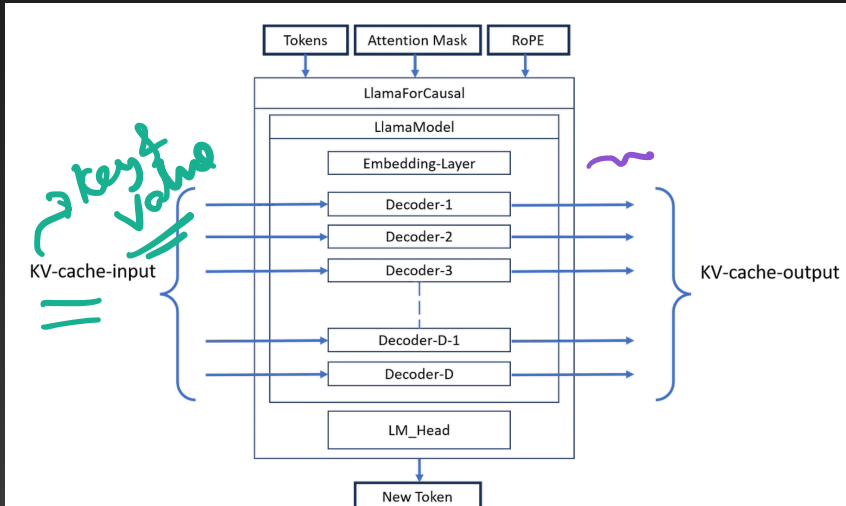 Tokens
Attention Mask
RoPE
LlamaForCausal
LlamaModel
Embedding-Layer
Key &
Value
Decoder-1
Decoder-2
KV-cache-input
Decoder-3
KV-cache-output
Decoder-D-1
Decoder-D
LM_Head
New Token